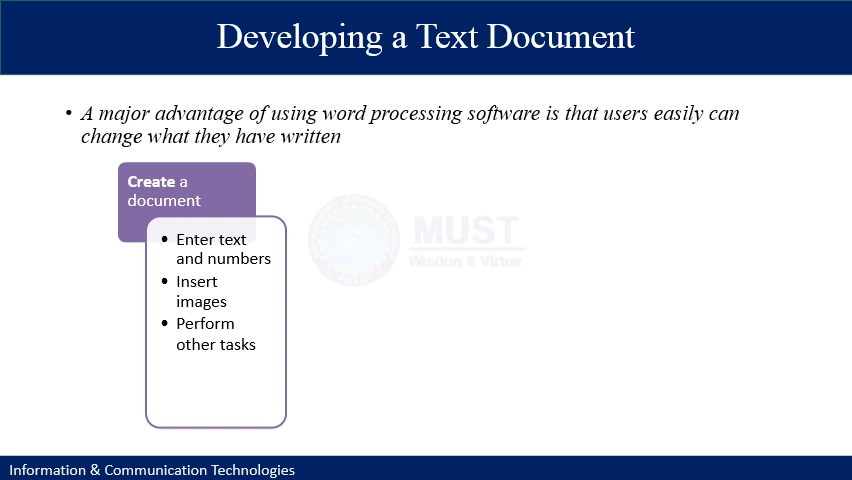 Developing a Text Document
• A major advantage of using word processing software is that users easily can
change what they have written
Create a
document
• Enter text
and numbers
• Insert
images
• Perform
other tasks
MUST
Wisdom & Virtue
Information & Communication Technologies